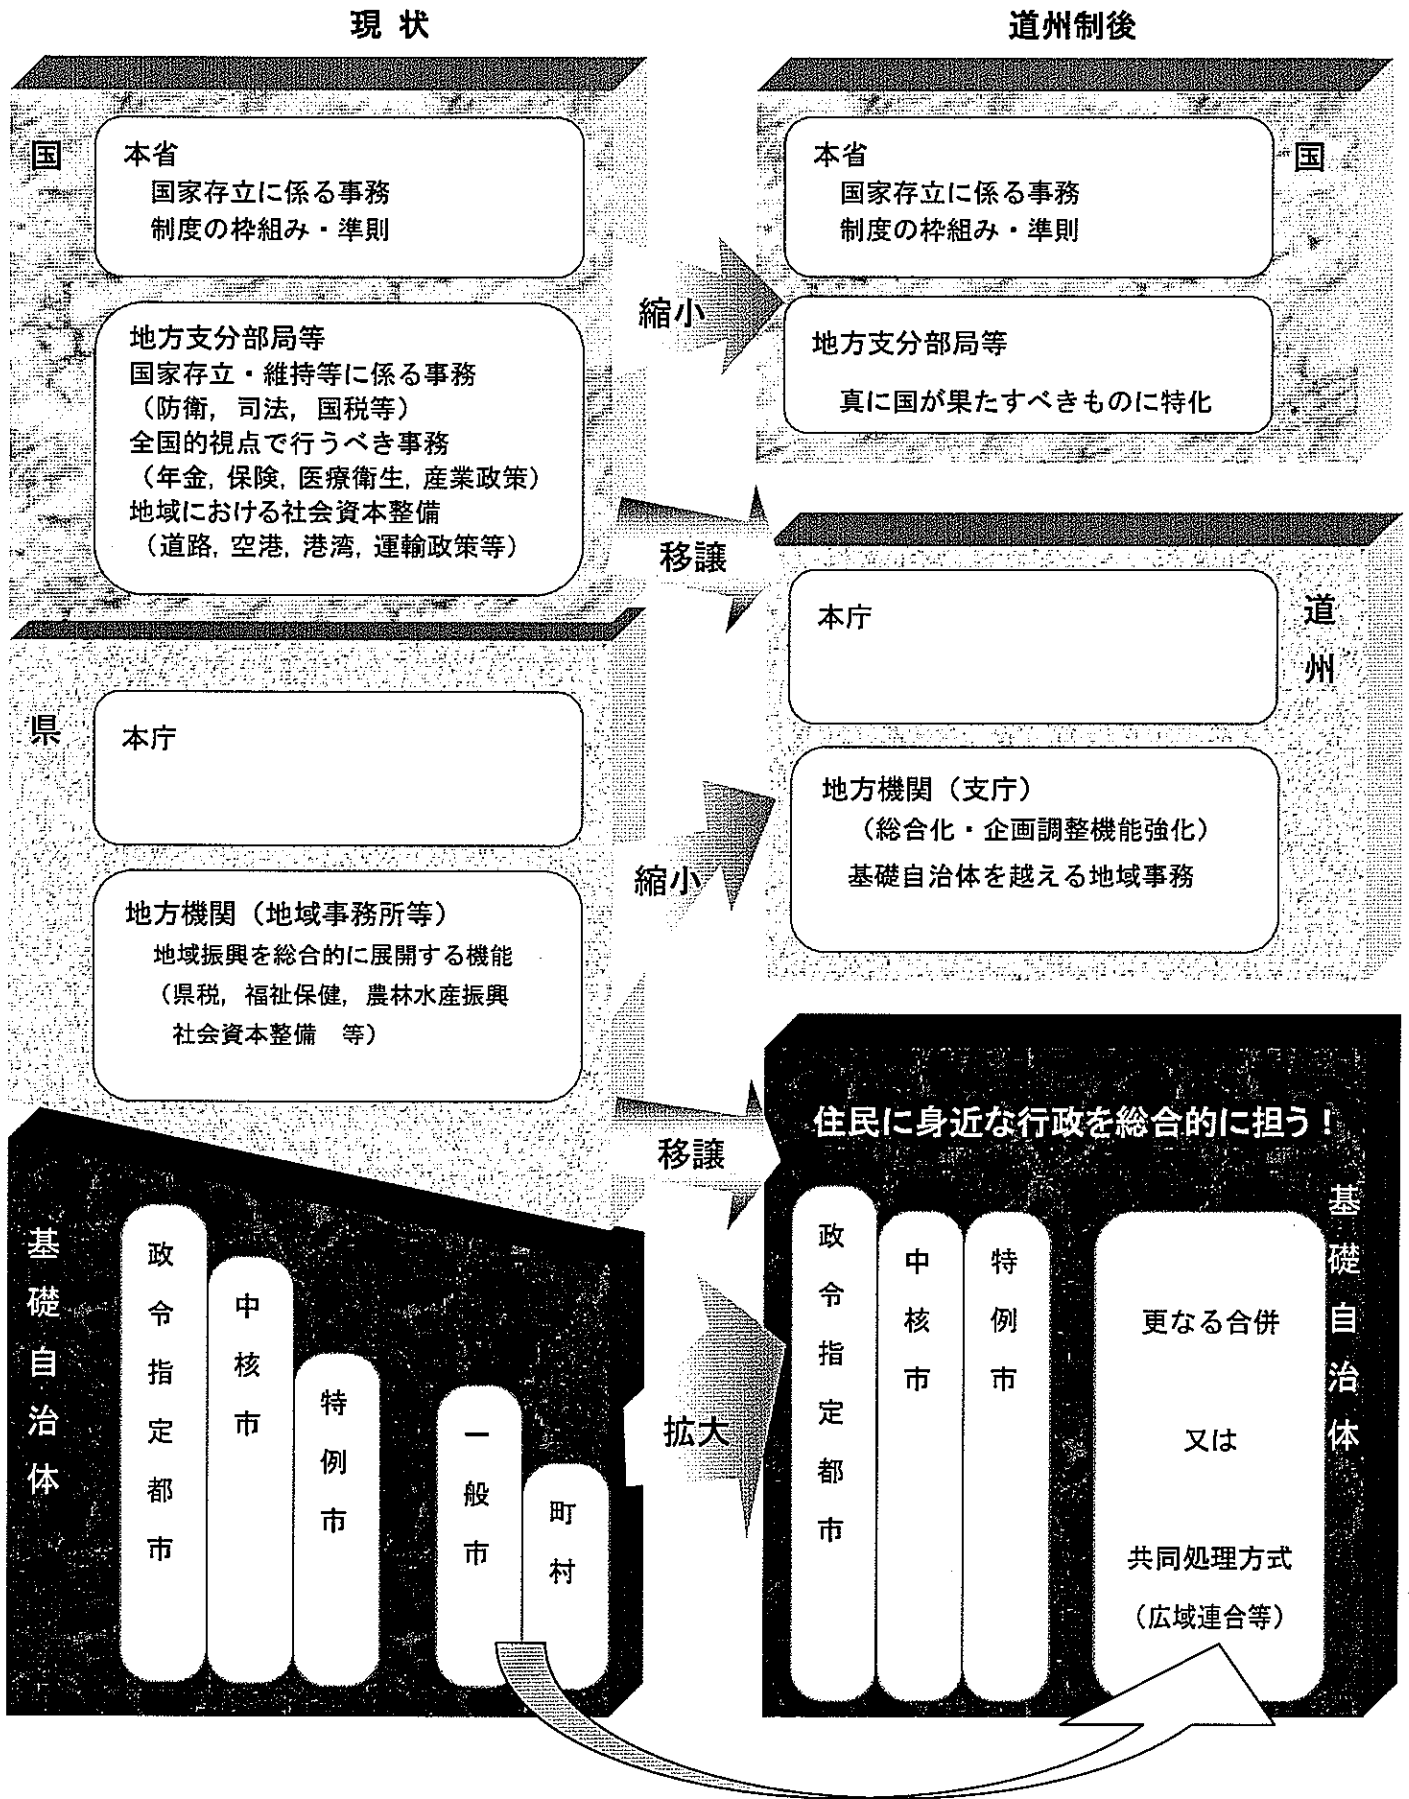 現 状
国
本省
国家存立に係る事務
制度の枠組み・準則
地方支分部局等
国家存立・維持等に係る事務
（防衛，司法，国税等）
全国的視点で行うべき事務
（年金，保険，医療衛生，産業政策）
地域における社会資本整備
（道路，空港，港湾，運輸政策等）
県
本庁
地方機関（地域事務所等）
地域振興を総合的に展開する機能
（県税，福祉保健，農林水産振興
社会資本整備　等）
基礎自治体
政令指定都市
中核市
特例市
一般市
町村
縮小
移譲
縮小
移譲
拡大
道州制後
国
本省
国家存立に係る事務
制度の枠組み・準則
地方支分部局等
真に国が果たすべきものに特化
道州
本庁
地方機関（支庁）
（総合化・企画調整機能強化）
基礎自治体を越える地域事務
住民に身近な行政を総合的に担う！
基礎自治体
政令指定都市
中核市
特例市
更なる合併
又は
共同処理方式
（広域連合等）